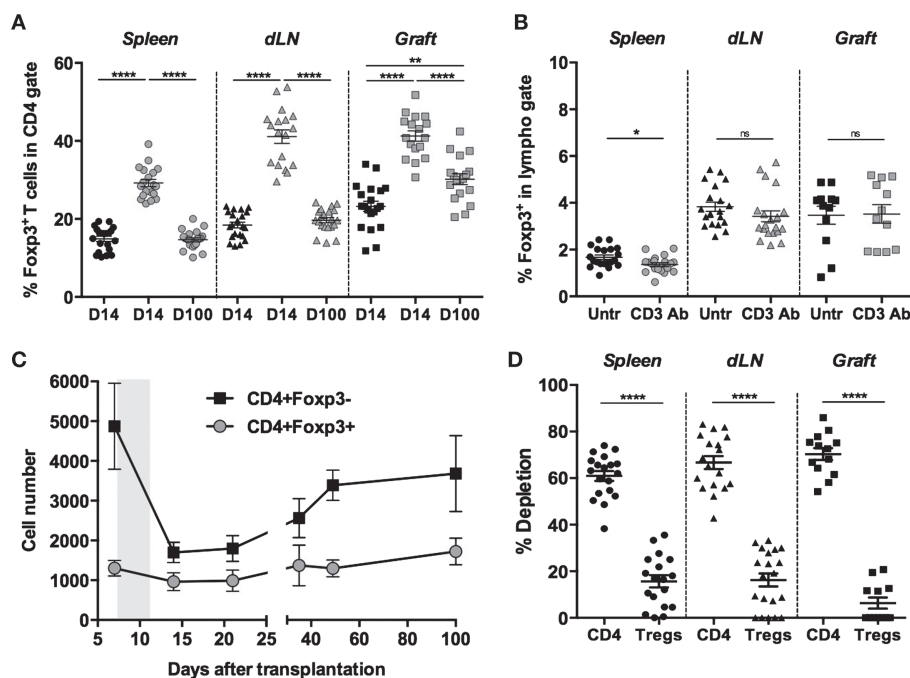 A
Spleen dLN Graft
% Foxp3+T cells in CD4 gate
60
40
20
0
**** **** **** **** ** **** ****
D14 D14 D100 D14 D14 D100 D14 D14 D100
B
Spleen dLN Graft
% Foxp3+ in lympho gate
10
8
6
4
2
0
* ns ns
Untr CD3 Ab Untr CD3 Ab Untr CD3 Ab
C
Cell number
6000
5000
4000
3000
2000
1000
0
CD4+Foxp3-
CD4+Foxp3+
5 10 15 20 25 40 60 80 100
Days after transplantation
D
Spleen dLN Graft
% Depletion
100
80
60
40
20
0
**** **** ****
CD4 Tregs CD4 Tregs CD4 Tregs